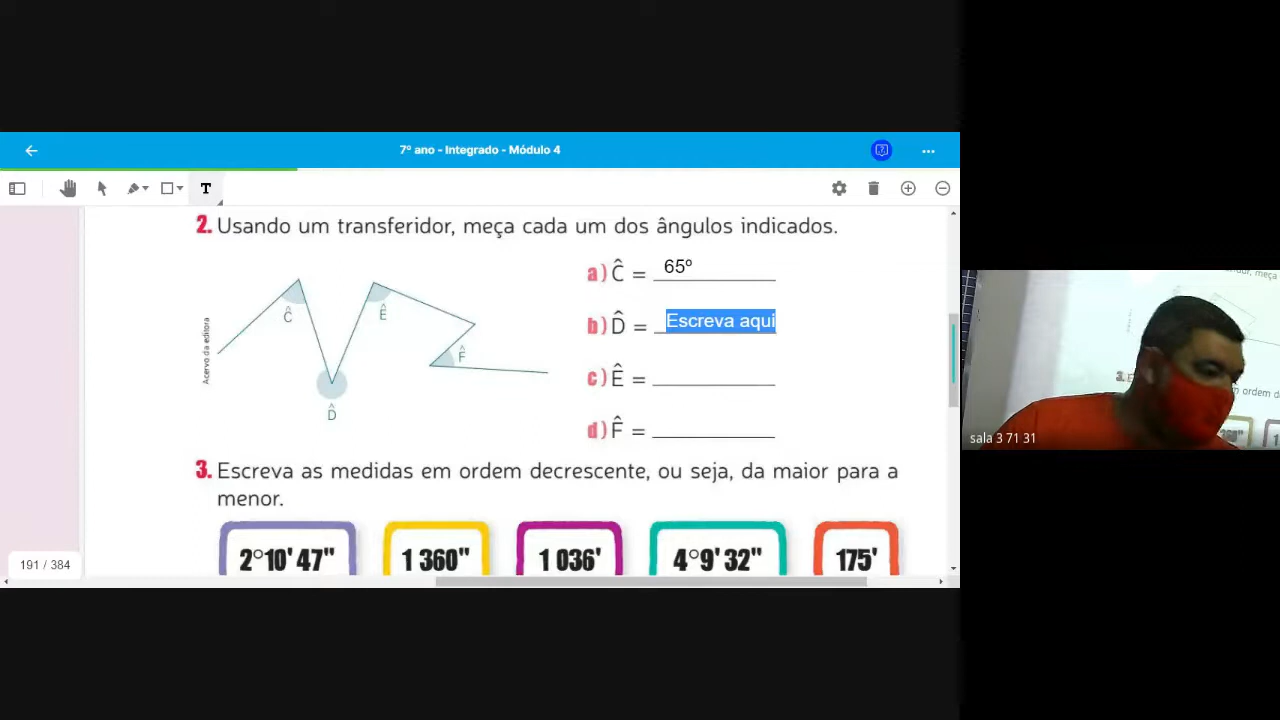 7º ano - Integrado - Módulo 4
T
2. Usando um transferidor, meça cada um dos ângulos indicados.
a) Ĉ = 65º
b) D̂ = Escreva aqui
c) Ê = ____________
d) F̂ = ____________
Ĉ
Ê
F̂
D̂
Acervo da editora
3. Escreva as medidas em ordem decrescente, ou seja, da maior para a
menor.
2°10' 47" 1 360" 1 036' 4°9' 32" 175'
191 / 384
sala 3 71 31